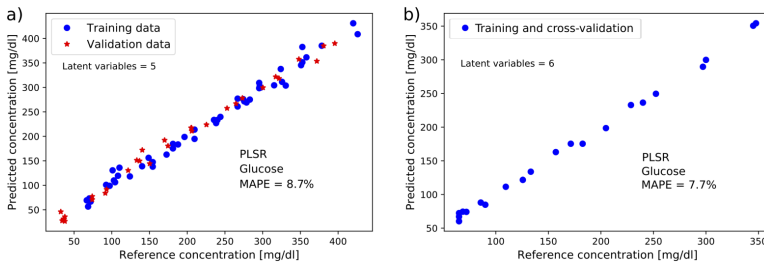 a)
Training data
Validation data
Latent variables = 5
PLSR
Glucose
MAPE = 8.7%
Predicted concentration [mg/dl]
400
350
300
250
200
150
100
50
50
100
150
200
250
300
350
400
Reference concentration [mg/dl]
b)
Training and cross-validation
Latent variables = 6
PLSR
Glucose
MAPE = 7.7%
Predicted concentration [mg/dl]
350
300
250
200
150
100
50
100
150
200
250
300
350
Reference concentration [mg/dl]